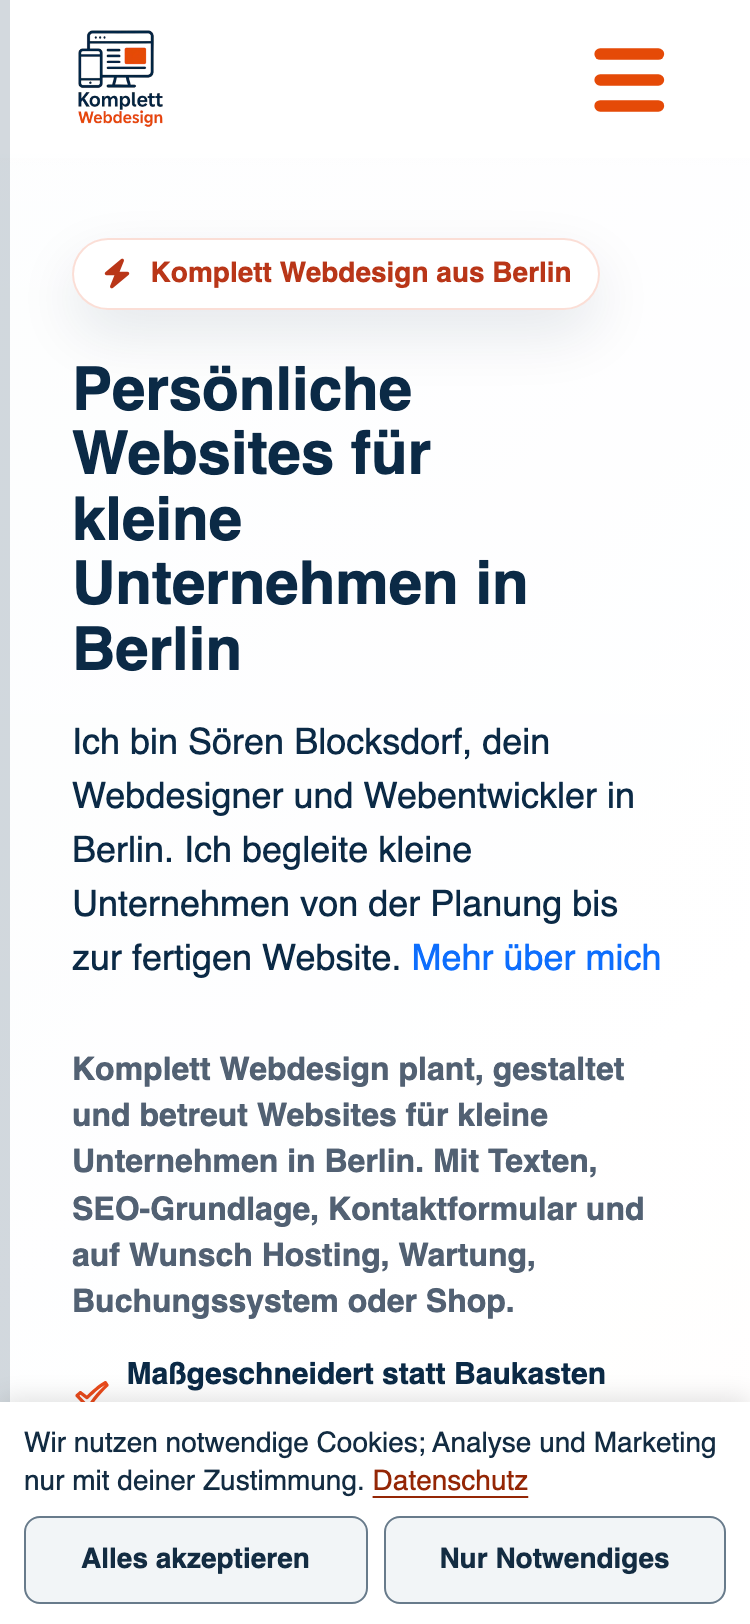 Komplett
Webdesign
Komplett Webdesign aus Berlin
Persönliche
Websites für
kleine
Unternehmen in
Berlin
Ich bin Sören Blocksdorf, dein
Webdesigner und Webentwickler in
Berlin. Ich begleite kleine
Unternehmen von der Planung bis
zur fertigen Website. Mehr über mich
Komplett Webdesign plant, gestaltet
und betreut Websites für kleine
Unternehmen in Berlin. Mit Texten,
SEO-Grundlage, Kontaktformular und
auf Wunsch Hosting, Wartung,
Buchungssystem oder Shop.
Maßgeschneidert statt Baukasten
Wir nutzen notwendige Cookies; Analyse und Marketing
nur mit deiner Zustimmung. Datenschutz
Alles akzeptieren
Nur Notwendiges